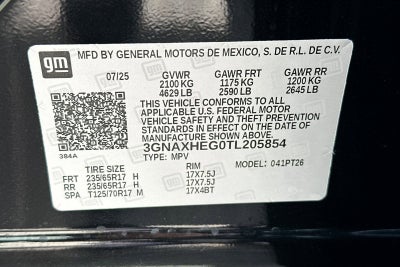 gm
MFD BY GENERAL MOTORS DE MEXICO, S. DE R.L. DE C.V.
07/25 GVWR GAWR FRT GAWR RR
2100 KG 1175 KG 1200 KG
4629 LB 2590 LB 2645 LB
THIS VEHICLE CONFORMS TO ALL APPLICABLE U.S. FEDERAL MOTOR VEHICLE SAFETY AND THEFT PREVENTION STANDARDS IN EFFECT ON THE DATE OF MANUFACTURE SHOWN ABOVE.
3GNAXHEG0TL205854
384A TYPE: MPV MODEL: 041PT26
TIRE SIZE RIM
FRT 235/65R17 H 17X7.5J
RR 235/65R17 H 17X7.5J
SPA T125/70R17 M 17X4BT